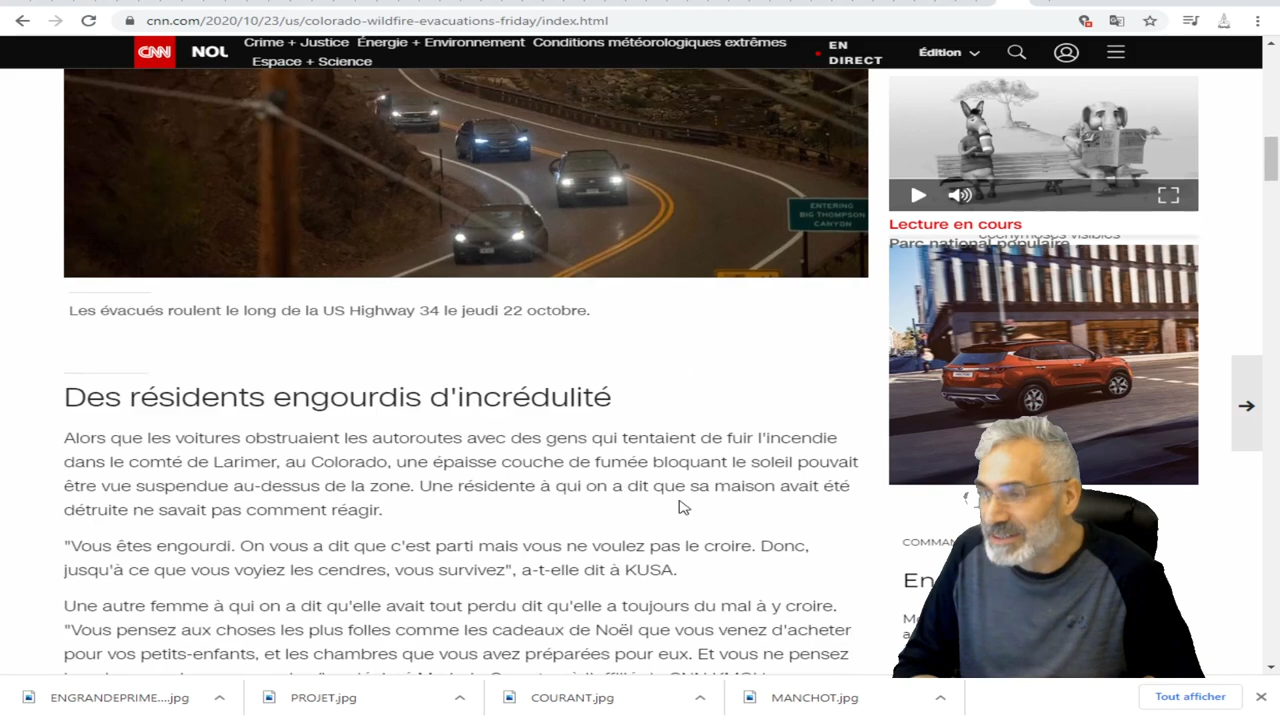 cnn.com/2020/10/23/us/colorado-wildfire-evacuations-friday/index.html
CNN
NOU
Crime + Justice Énergie + Environnement Conditions météorologiques extrêmes
Espace + Science
EN
DIRECT
Édition
ENTERING
BIG THOMPSON
CANYON
Lecture en cours
Parc national populaire
Les évacués roulent le long de la US Highway 34 le jeudi 22 octobre.
Des résidents engourdis d'incrédulité
Alors que les voitures obstruaient les autoroutes avec des gens qui tentaient de fuir l'incendie
dans le comté de Larimer, au Colorado, une épaisse couche de fumée bloquant le soleil pouvait
être vue suspendue au-dessus de la zone. Une résidente à qui on a dit que sa maison avait été
détruite ne savait pas comment réagir.
"Vous êtes engourdi. On vous a dit que c'est parti mais vous ne voulez pas le croire. Donc,
jusqu'à ce que vous voyiez les cendres, vous survivez", a-t-elle dit à KUSA.
Une autre femme à qui on a dit qu'elle avait tout perdu dit qu'elle a toujours du mal à y croire.
"Vous pensez aux choses les plus folles comme les cadeaux de Noël que vous venez d'acheter
pour vos petits-enfants, et les chambres que vous avez préparées pour eux. Et vous ne pensez
COMMAN
En
ENGRANDEPRIME....jpg
PROJET.jpg
COURANT.jpg
MANCHOT.jpg
Tout afficher